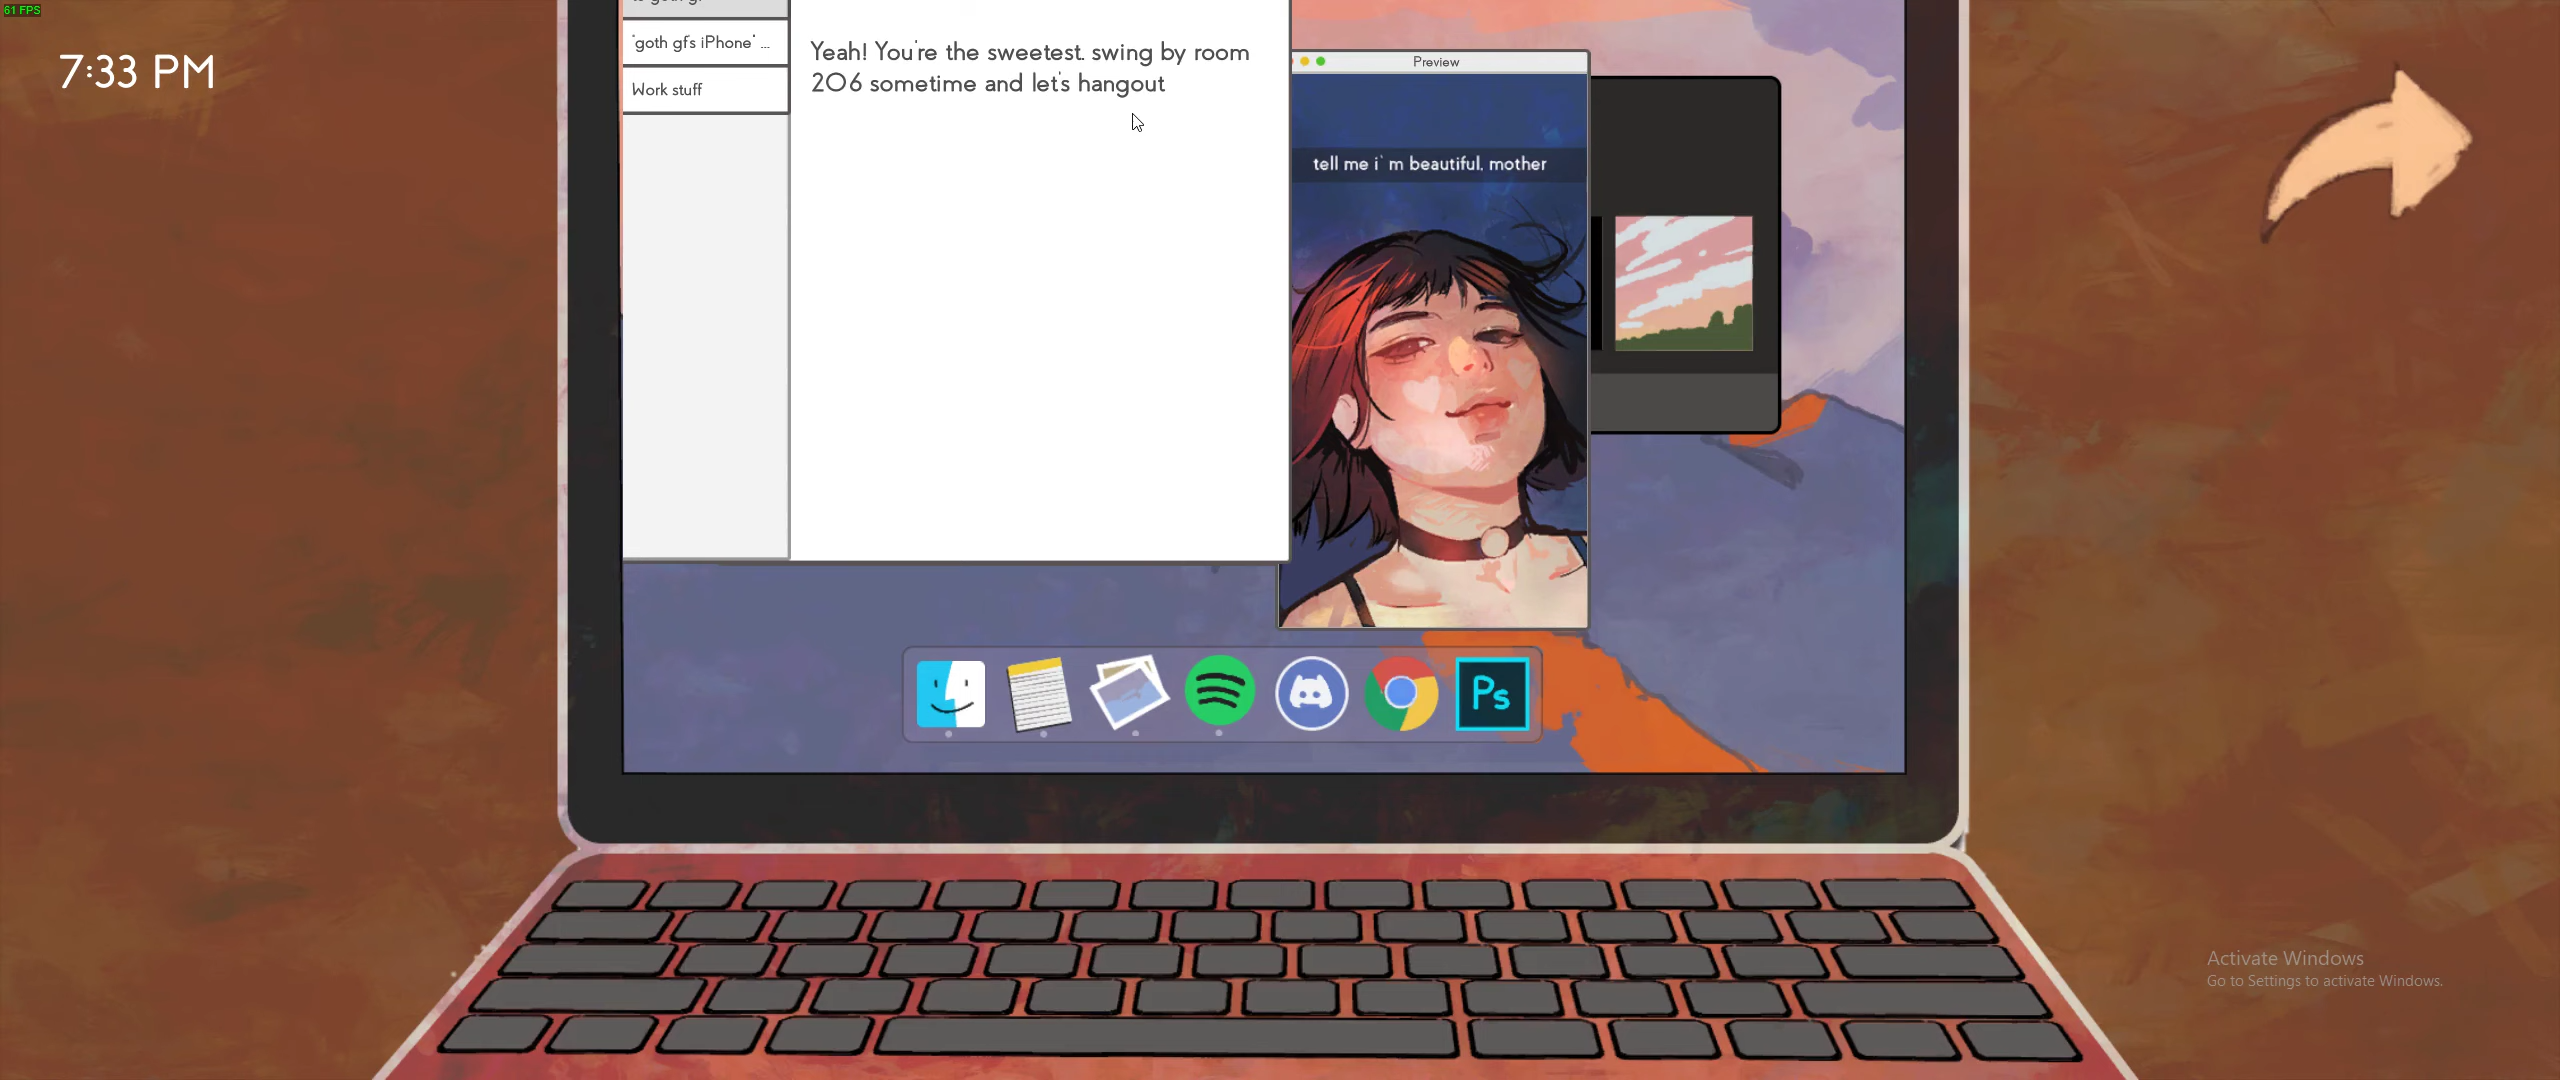 61 FPS
7:33 PM
"goth gf's iPhone" ...
Work stuff
Yeah! You're the sweetest. swing by room
206 sometime and let's hangout
Preview
tell me i'm beautiful, mother
Ps
Activate Windows
Go to Settings to activate Windows.